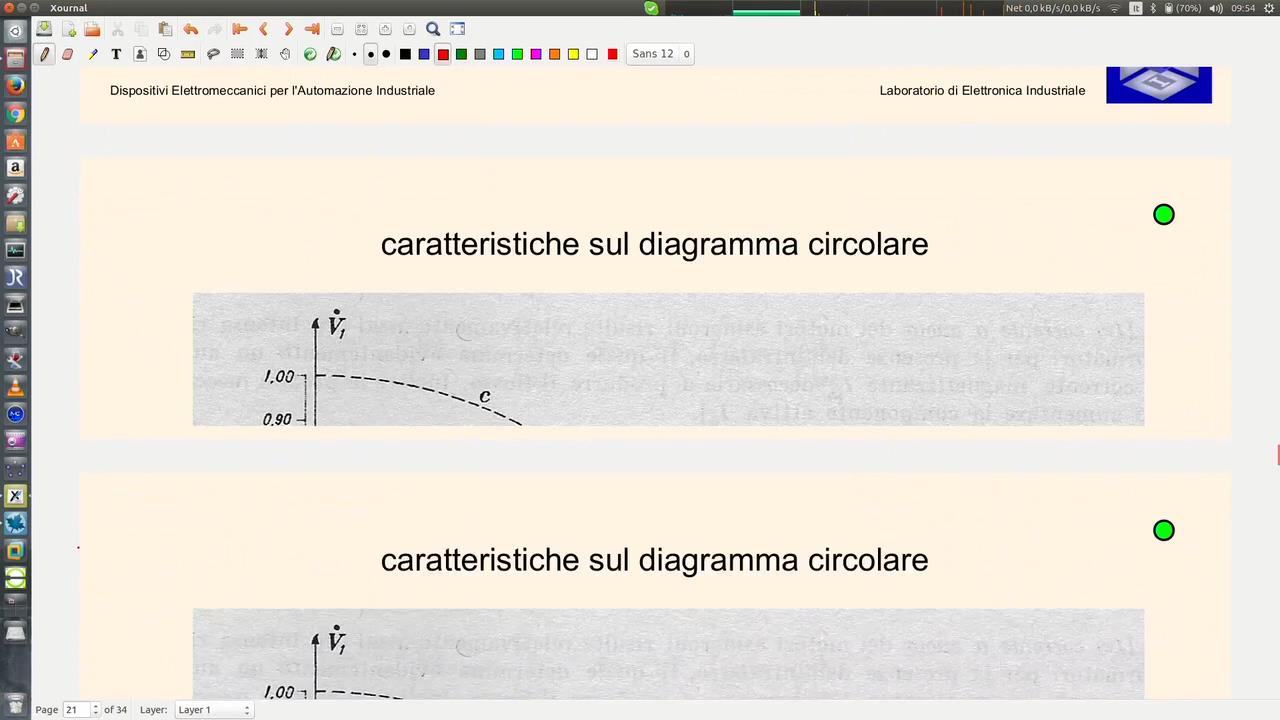 Xournal
Net 0,0 kB/s/0,0 kB/s
It
(70%)
09:54
T
Sans 12
0
Dispositivi Elettromeccanici per l'Automazione Industriale
Laboratorio di Elettronica Industriale
caratteristiche sul diagramma circolare
V₁
1,00
c
0,90
caratteristiche sul diagramma circolare
V₁
1,00
Page 21 of 34 Layer: Layer 1